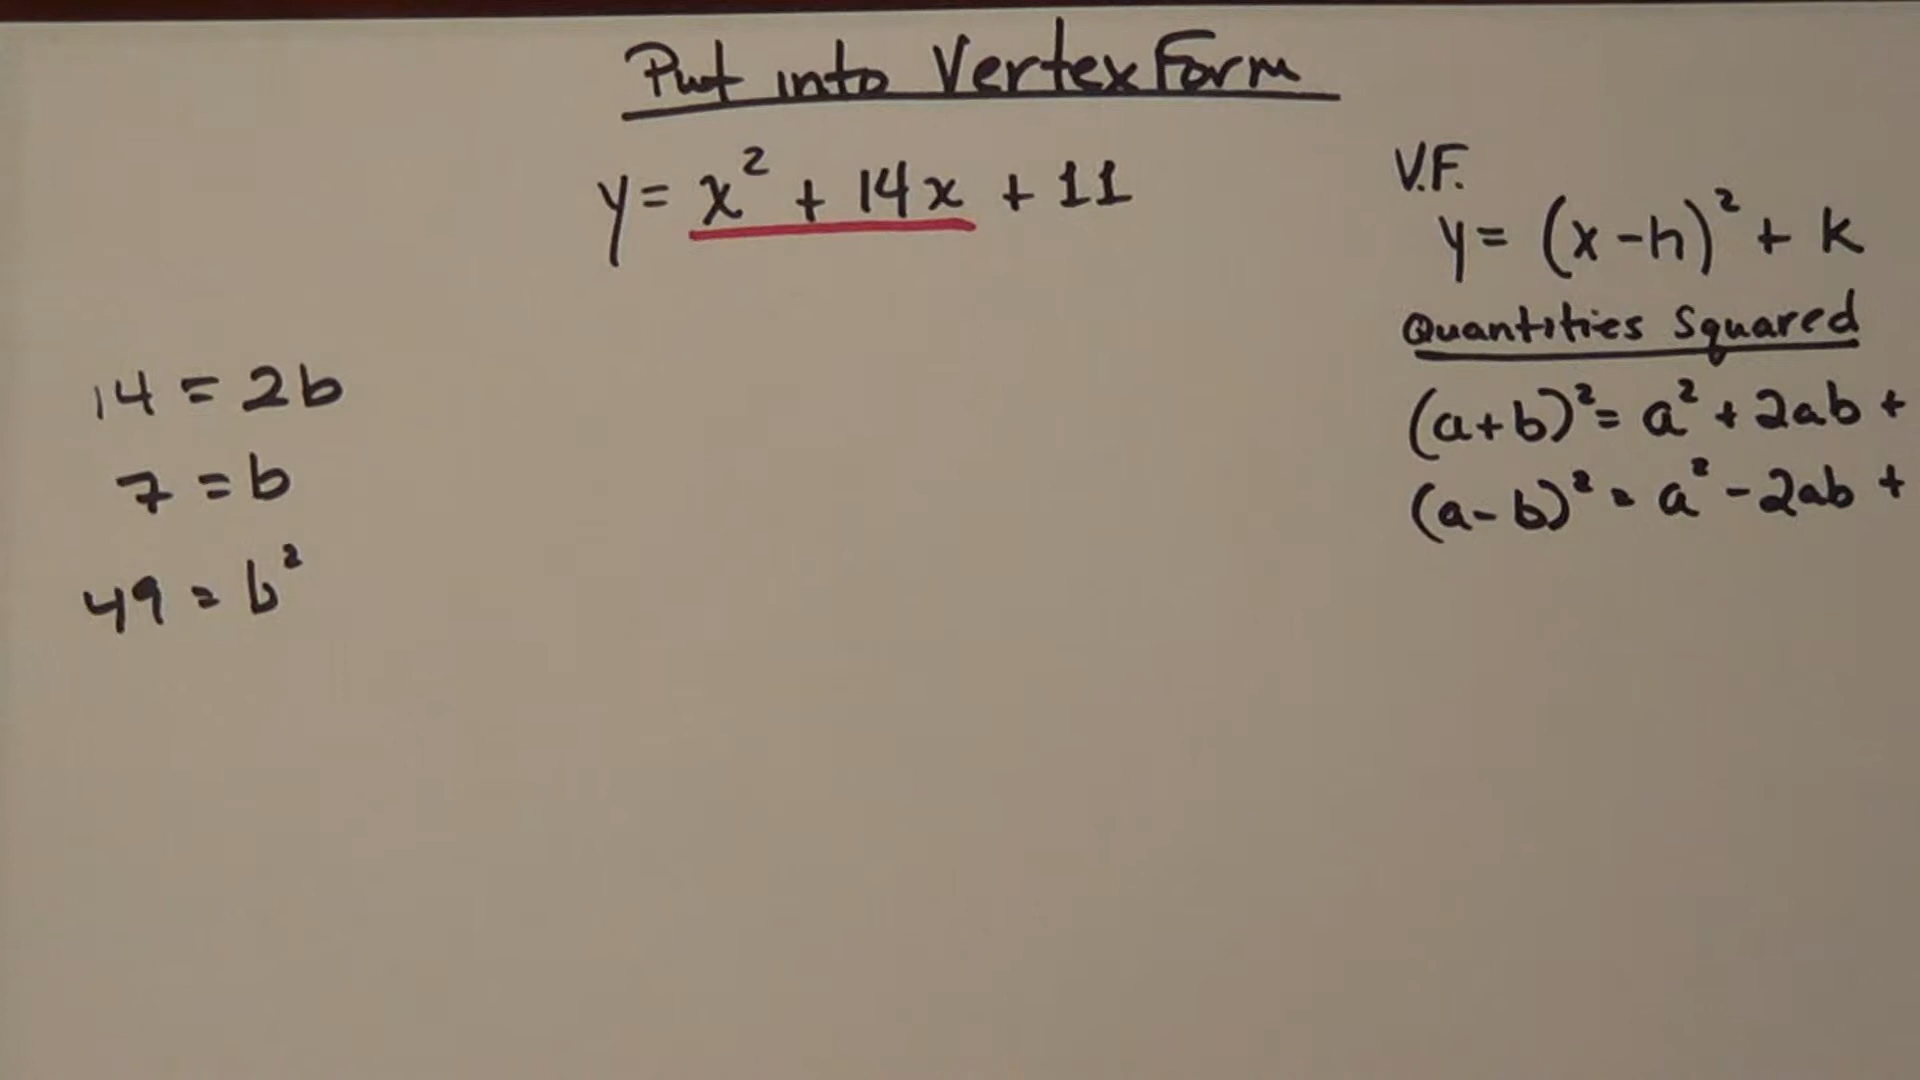 Put into Vertex Form
y = x² + 14x + 11
V.F.
y = (x - h)² + k
Quantities Squared
(a + b)² = a² + 2ab +
(a - b)² = a² - 2ab +
14 = 2b
7 = b
49 = b²